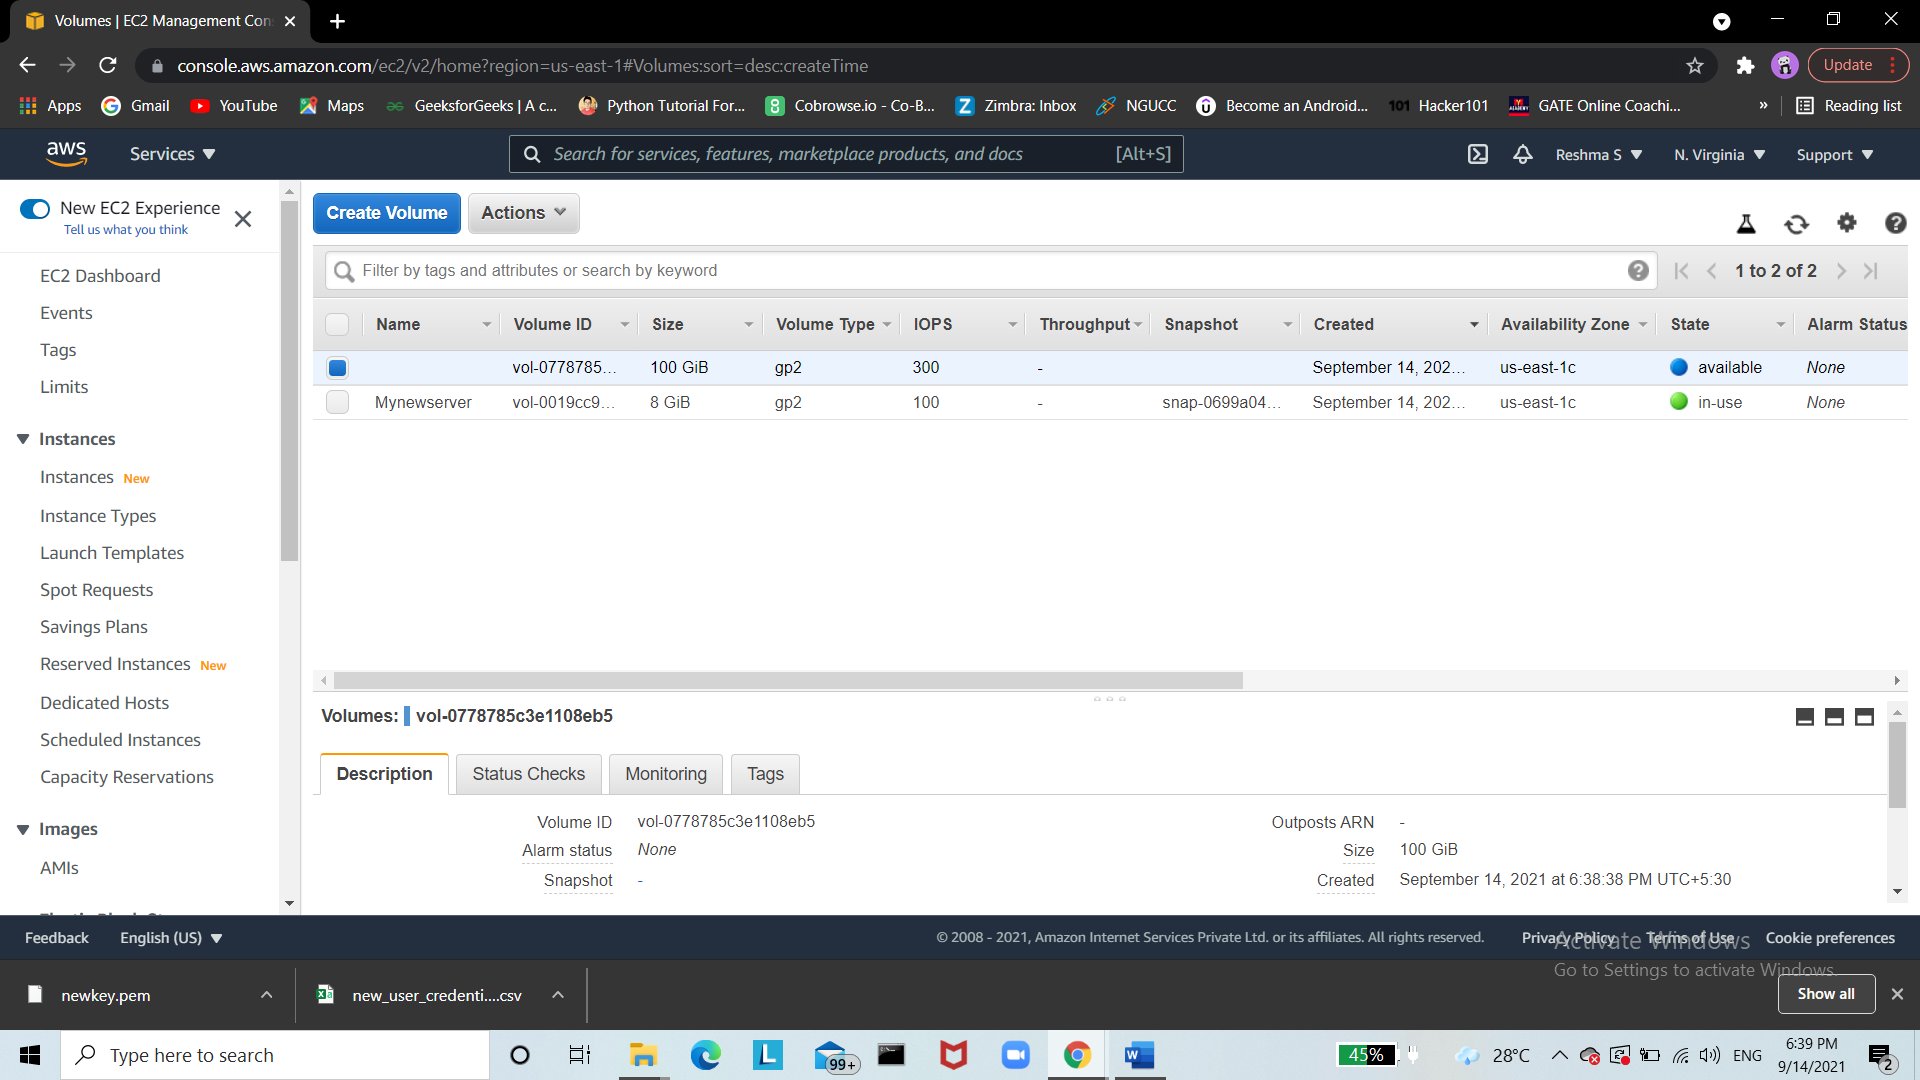 Volumes | EC2 Management Con
console.aws.amazon.com/ec2/v2/home?region=us-east-1#Volumes:sort=desc:createTime
Update
Apps
Gmail
YouTube
Maps
GeeksforGeeks | A c...
Python Tutorial For...
Cobrowse.io - Co-B...
Zimbra: Inbox
NGUCC
Become an Android...
101 Hacker101
GATE Online Coachi...
»
Reading list
aws
Services
Search for services, features, marketplace products, and docs [Alt+S]
Reshma S
N. Virginia
Support
New EC2 Experience
Tell us what you think
EC2 Dashboard
Events
Tags
Limits
Instances
Instances New
Instance Types
Launch Templates
Spot Requests
Savings Plans
Reserved Instances New
Dedicated Hosts
Scheduled Instances
Capacity Reservations
Images
AMIs
Create Volume
Actions
Filter by tags and attributes or search by keyword
1 to 2 of 2
Name Volume ID Size Volume Type IOPS Throughput Snapshot Created Availability Zone State Alarm Status
vol-0778785... 100 GiB gp2 300 - September 14, 202... us-east-1c available None
Mynewserver vol-0019cc9... 8 GiB gp2 100 - snap-0699a04... September 14, 202... us-east-1c in-use None
Volumes: vol-0778785c3e1108eb5
Description
Status Checks
Monitoring
Tags
Volume ID vol-0778785c3e1108eb5
Outposts ARN -
Alarm status None
Size 100 GiB
Snapshot -
Created September 14, 2021 at 6:38:38 PM UTC+5:30
Feedback
English (US)
© 2008 - 2021, Amazon Internet Services Private Ltd. or its affiliates. All rights reserved.
Privacy Policy
Terms of Use
Cookie preferences
Activate Windows
Go to Settings to activate Windows.
newkey.pem
new_user_credenti....csv
Show all
Type here to search
99+
45%
28°C
ENG
6:39 PM
9/14/2021
2